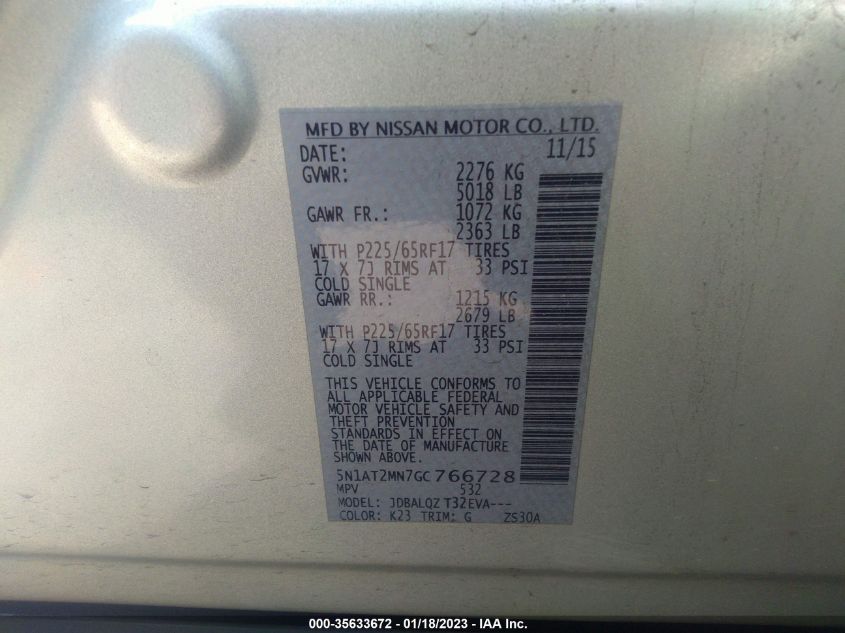 MFD BY NISSAN MOTOR CO., LTD.
DATE: 11/15
GVWR: 2276 KG
5018 LB
GAWR FR.: 1072 KG
2363 LB
WITH P225/65RF17 TIRES
17 X 7J RIMS AT 33 PSI
COLD SINGLE
GAWR RR.: 1215 KG
2679 LB
WITH P225/65RF17 TIRES
17 X 7J RIMS AT 33 PSI
COLD SINGLE
THIS VEHICLE CONFORMS TO
ALL APPLICABLE FEDERAL
MOTOR VEHICLE SAFETY AND
THEFT PREVENTION
STANDARDS IN EFFECT ON
THE DATE OF MANUFACTURE
SHOWN ABOVE.
5N1AT2MN7GC766728
MPV 532
MODEL: JDBALQZ T32EVA---
COLOR: K23 TRIM: G ZS30A
000-35633672 - 01/18/2023 - IAA Inc.